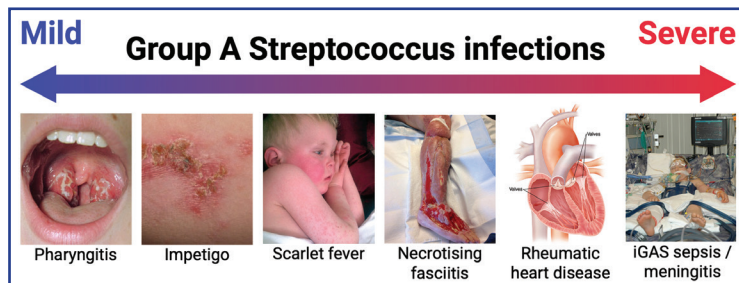 Mild
Severe
Group A Streptococcus infections
Valves
Valves
Pharyngitis
Impetigo
Scarlet fever
Necrotising
fasciitis
Rheumatic
heart disease
iGAS sepsis /
meningitis